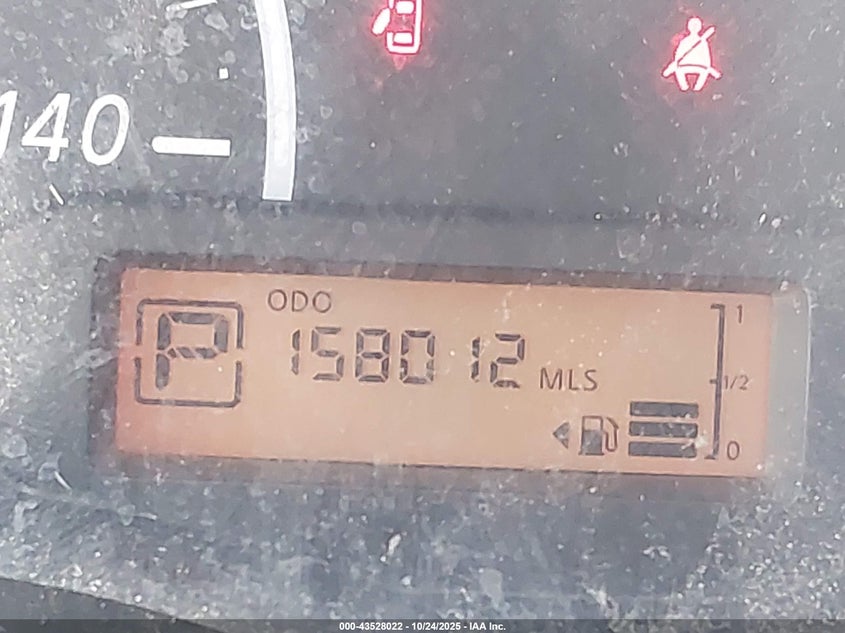 140
ODO
P
158012 MLS
1
1/2
0
000-43528022 - 10/24/2025 - IAA Inc.